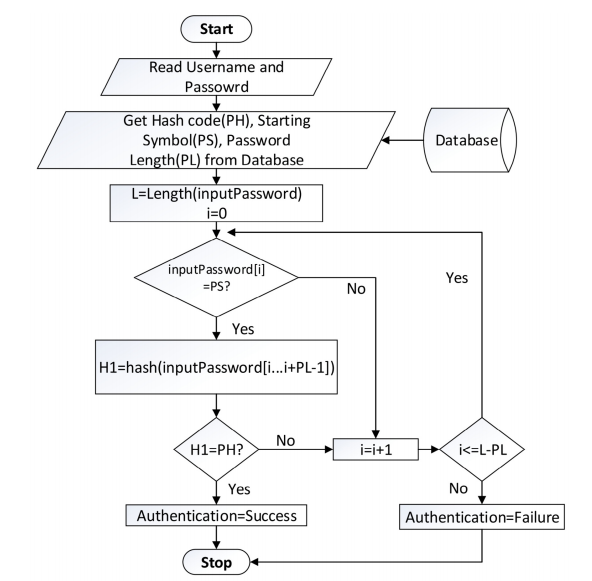 Start
Read Username and
Passowrd
Get Hash code(PH), Starting
Symbol(PS), Password
Length(PL) from Database
Database
L=Length(inputPassword)
i=0
inputPassword[i]
=PS?
No
Yes
Yes
H1=hash(inputPassword[i...i+PL-1])
H1=PH?
No
i=i+1
i<=L-PL
Yes
No
Authentication=Success
Authentication=Failure
Stop